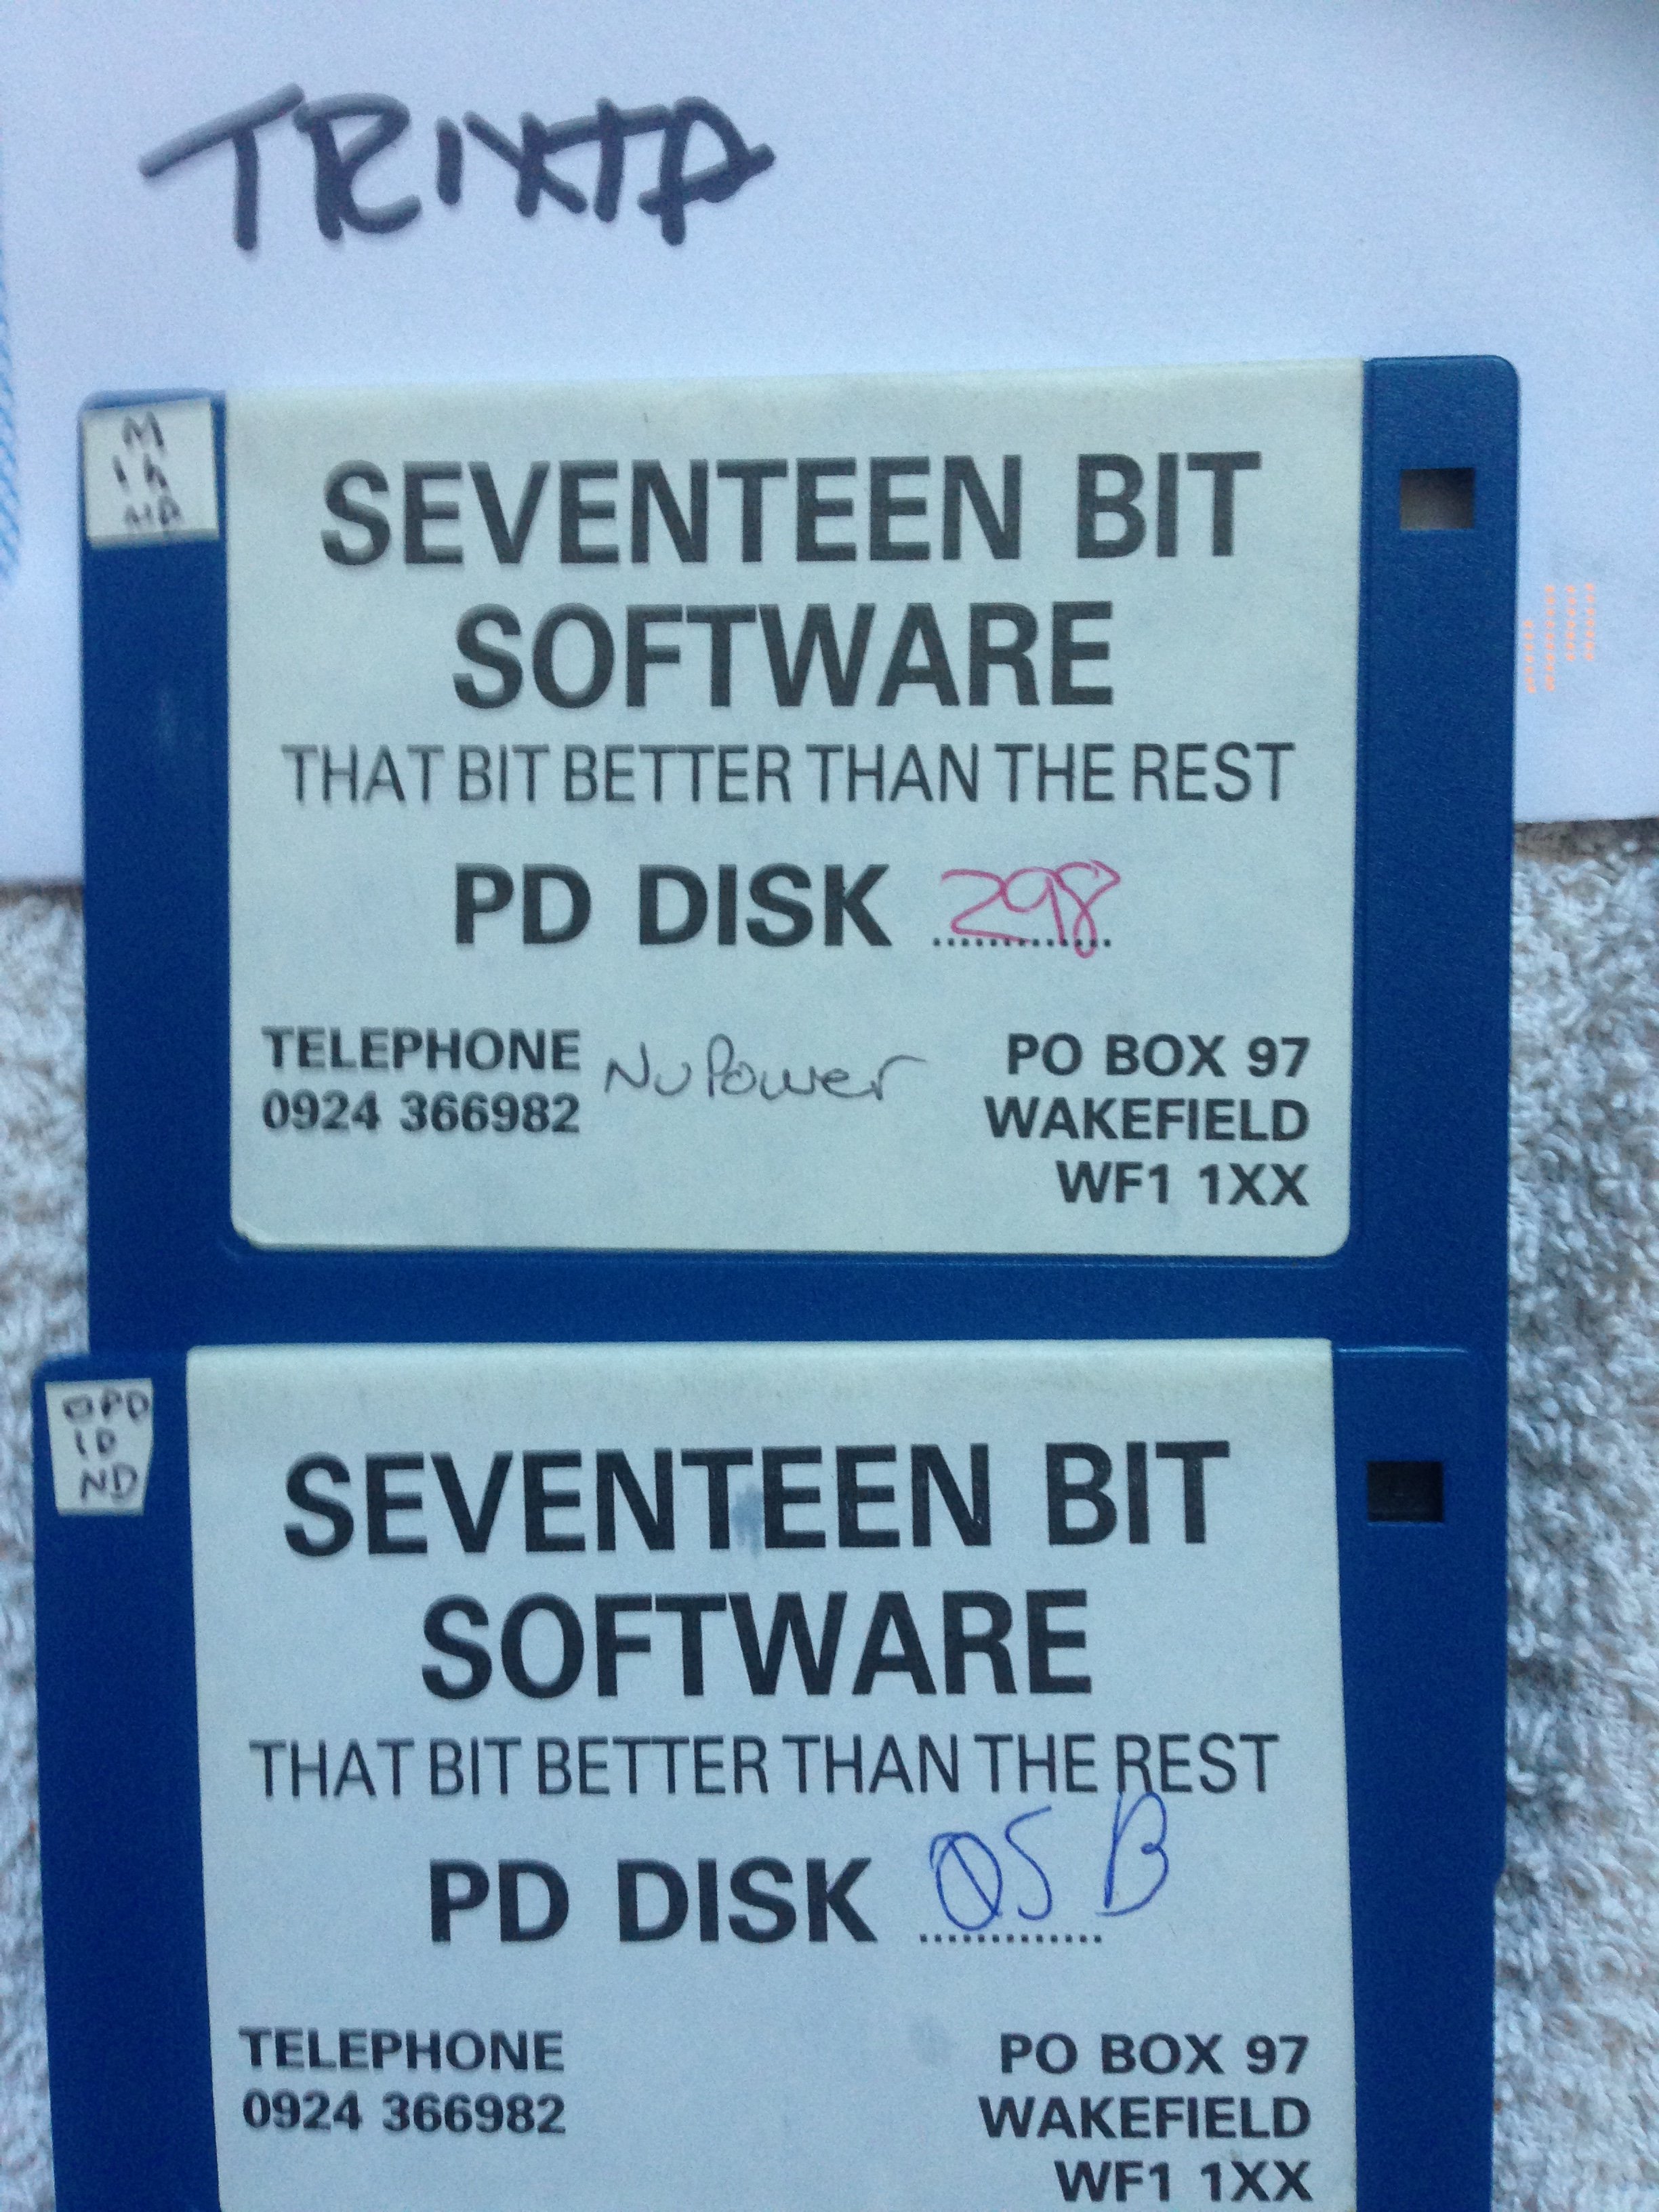 TRIXTA
M
SEVENTEEN BIT
SOFTWARE
THAT BIT BETTER THAN THE REST
PD DISK 298
TELEPHONE NuPower PO BOX 97
0924 366982 WAKEFIELD
WF1 1XX
ND
SEVENTEEN BIT
SOFTWARE
THAT BIT BETTER THAN THE REST
PD DISK 05 B
TELEPHONE PO BOX 97
0924 366982 WAKEFIELD
WF1 1XX